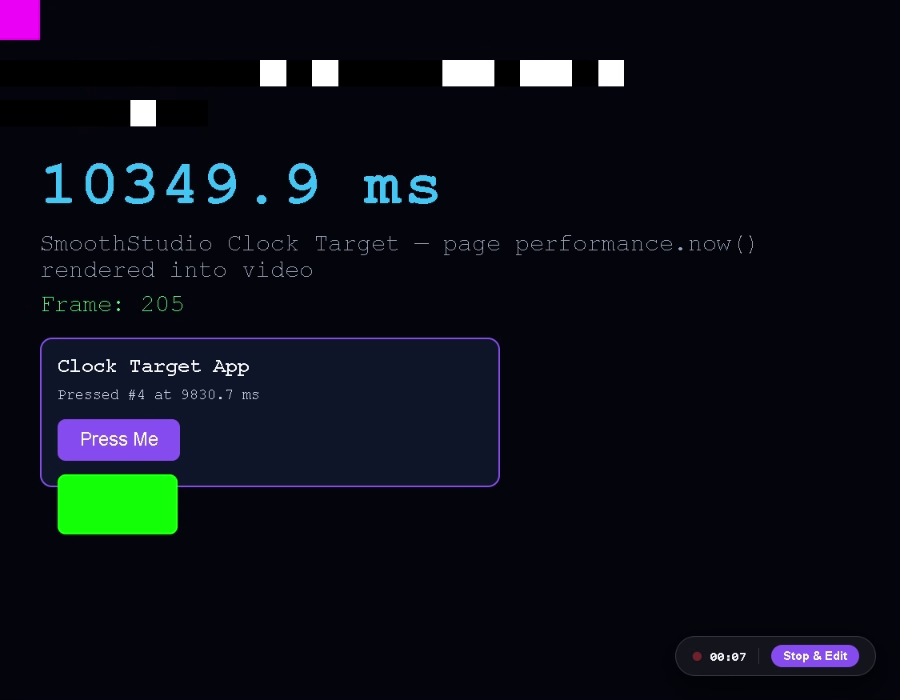 10349.9 ms
SmoothStudio Clock Target — page performance.now()
rendered into video
Frame: 205
Clock Target App
Pressed #4 at 9830.7 ms
Press Me
00:07
Stop & Edit